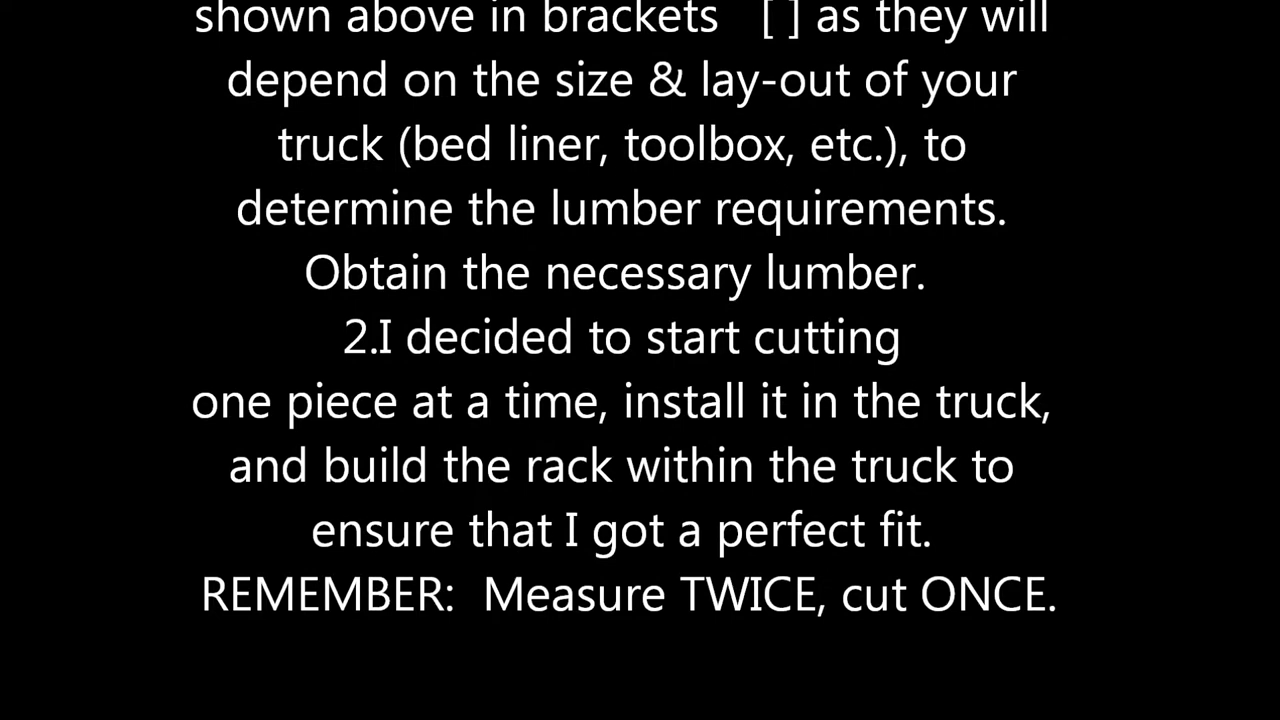 shown above in brackets [ ] as they will
depend on the size & lay-out of your
truck (bed liner, toolbox, etc.), to
determine the lumber requirements.
Obtain the necessary lumber.
2.I decided to start cutting
one piece at a time, install it in the truck,
and build the rack within the truck to
ensure that I got a perfect fit.
REMEMBER:  Measure TWICE, cut ONCE.